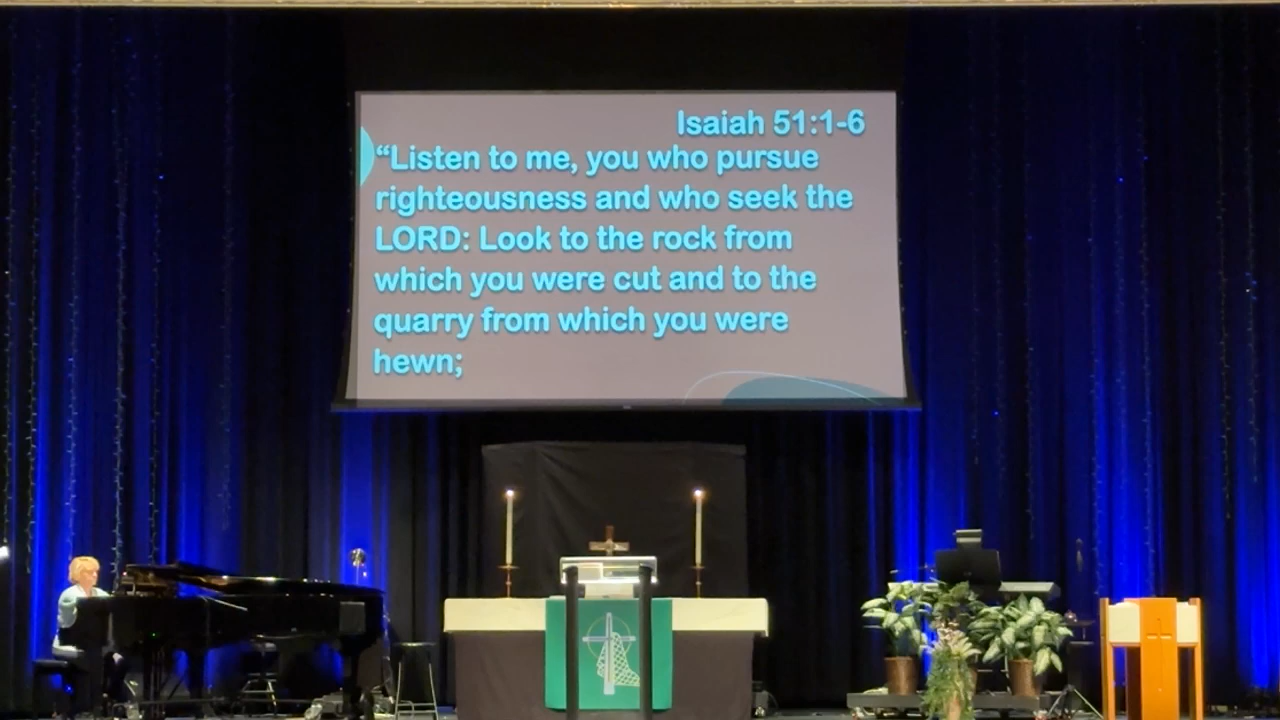 Isaiah 51:1-6
“Listen to me, you who pursue
righteousness and who seek the
LORD: Look to the rock from
which you were cut and to the
quarry from which you were
hewn;